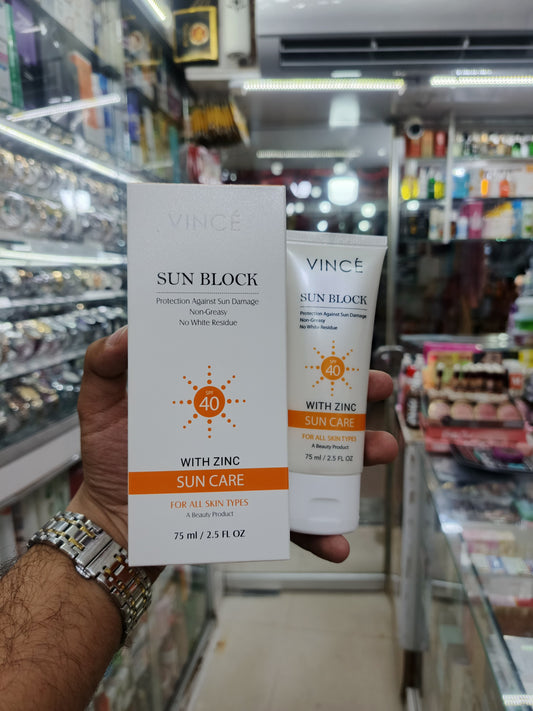 VINCÉ
SUN BLOCK
Protection Against Sun Damage
Non-Greasy
No White Residue
SPF
40
WITH ZINC
SUN CARE
FOR ALL SKIN TYPES
A Beauty Product
75 ml / 2.5 FL OZ
VINCÉ
SUN BLOCK
Protection Against Sun Damage
Non-Greasy
No White Residue
SPF
40
WITH ZINC
SUN CARE
FOR ALL SKIN TYPES
A Beauty Product
75 ml / 2.5 FL OZ